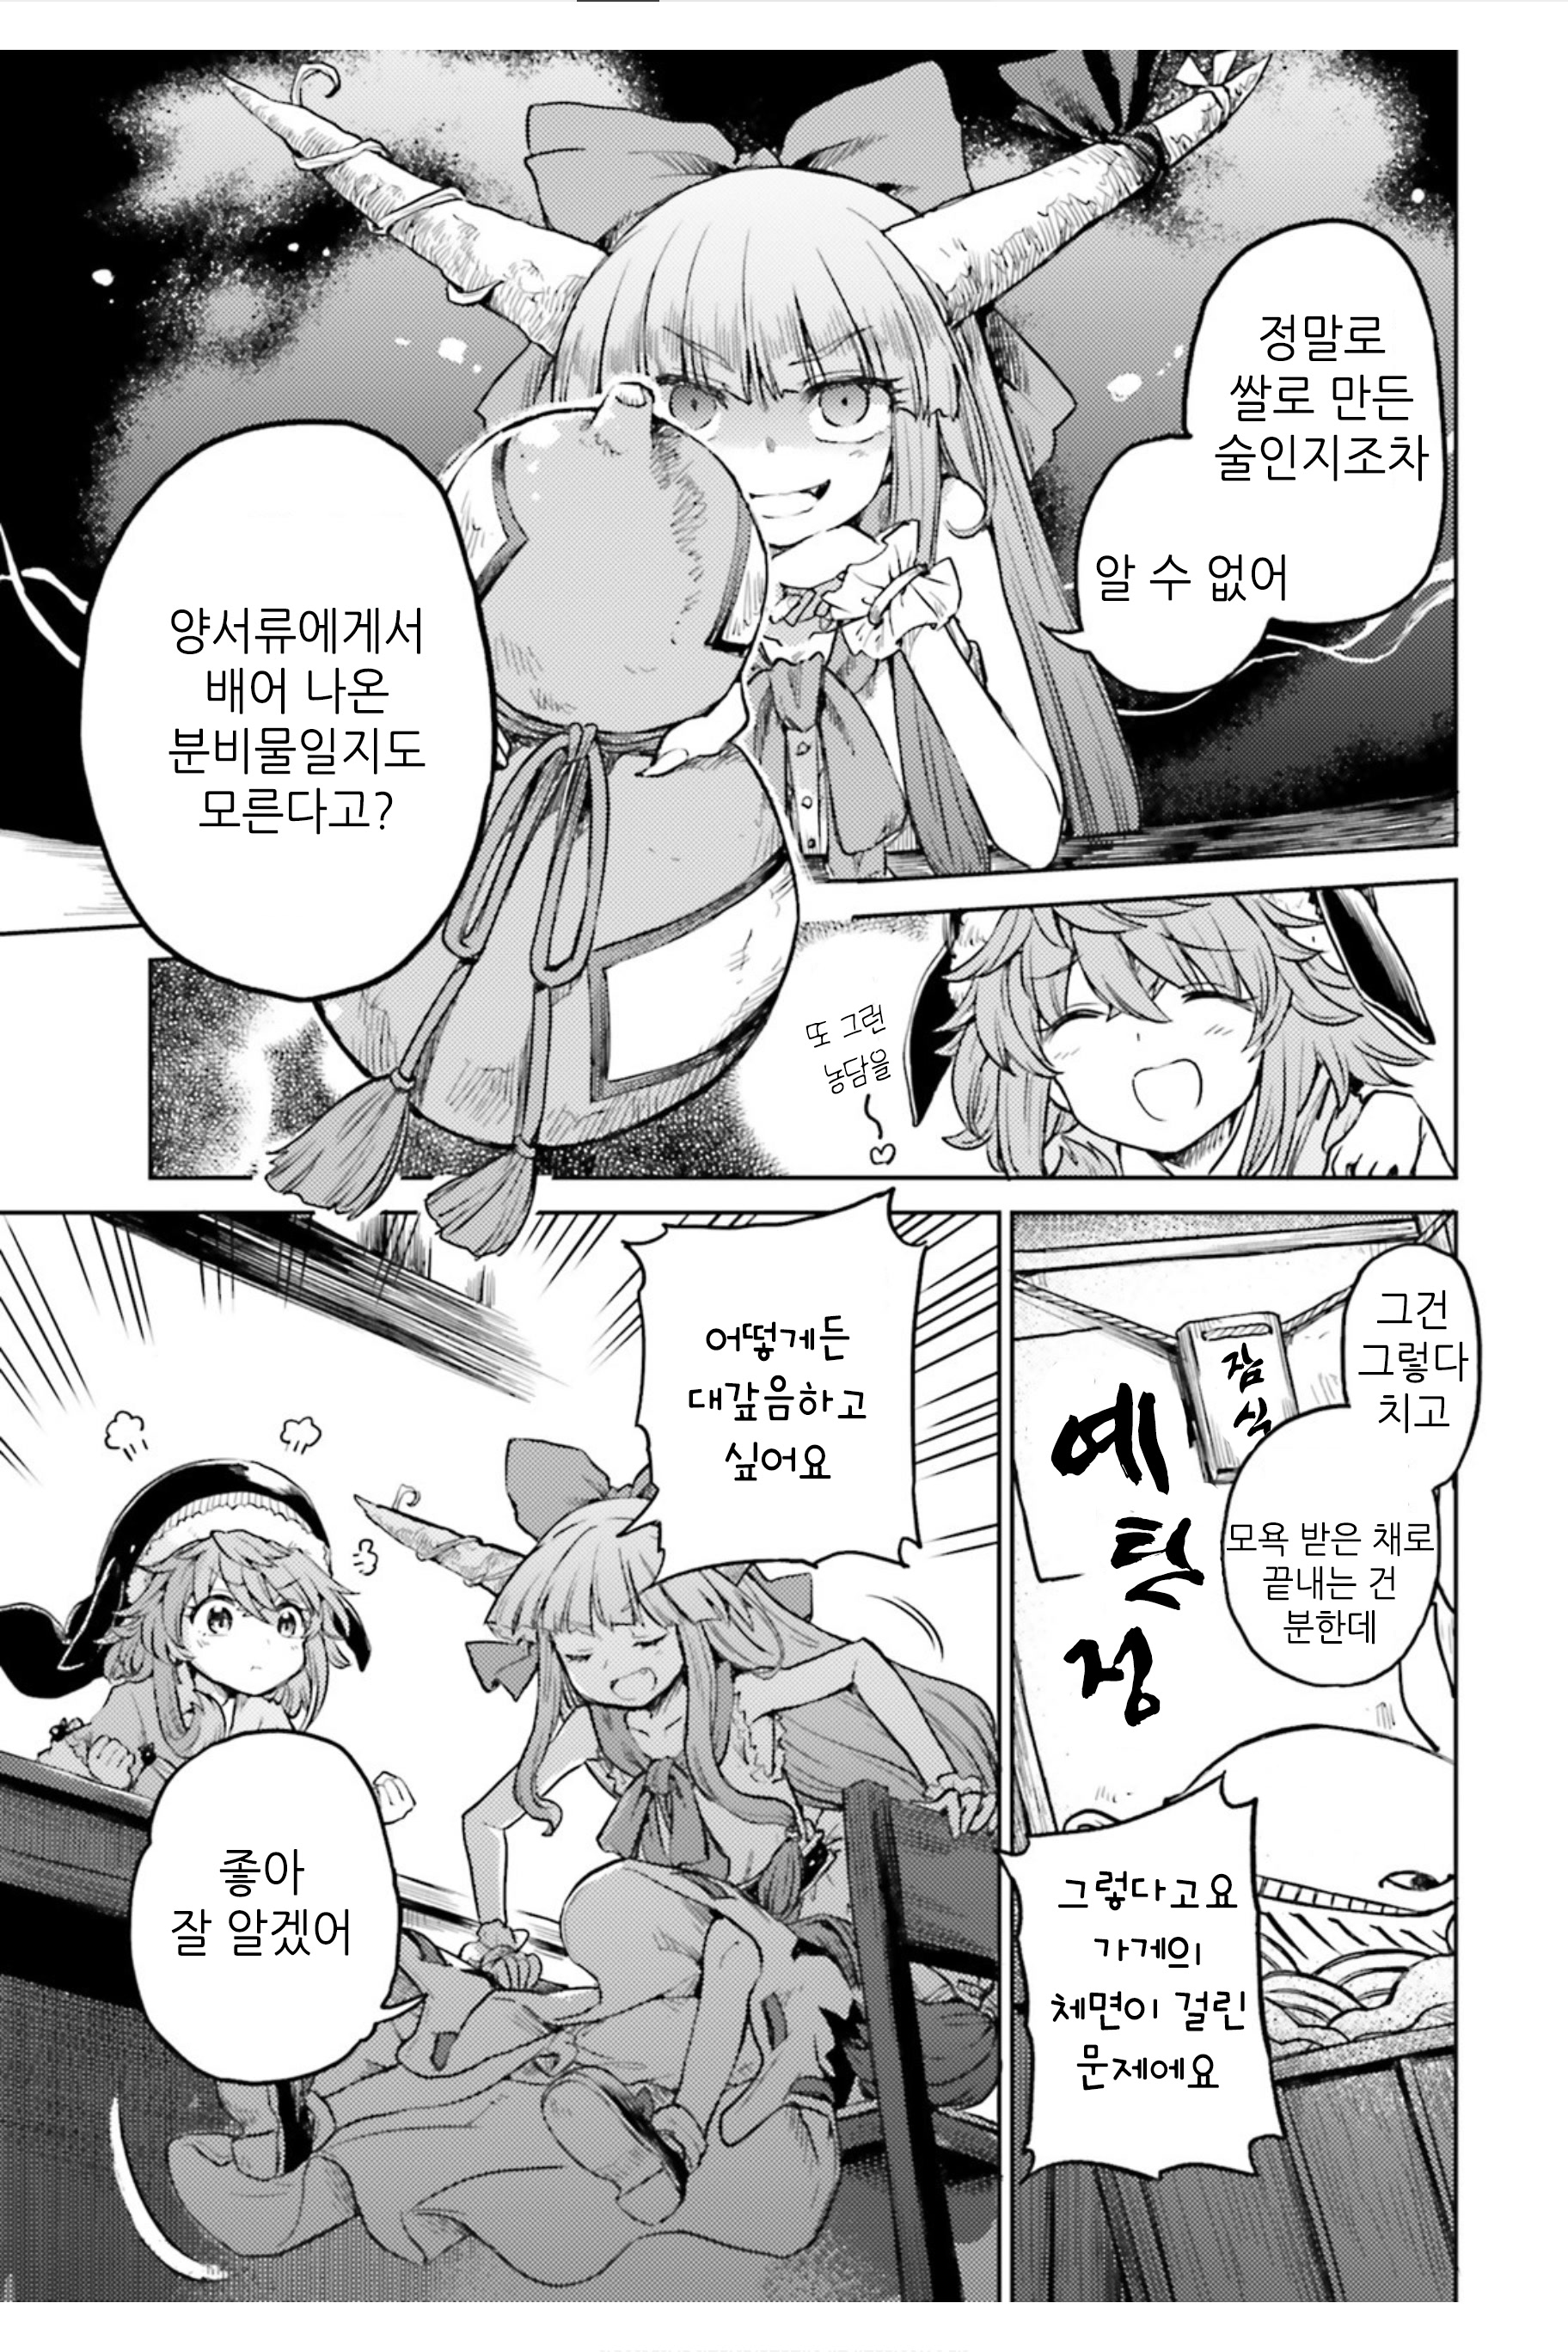 정말로
쌀로 만든
술인지조차
알 수 없어
양서류에게서
배어 나온
분비물일지도
모른다고?
또 그런
농담을
그건
그렇다
치고
모욕 받은 채로
끝내는 건
분한데
잠
식
예
팃
정
그렇다고요
가게의
체면이 걸린
문제에요
어떻게든
대갚음하고
싶어요
좋아
잘 알겠어